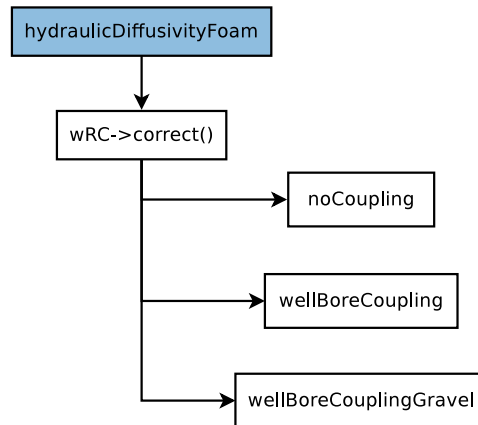 hydraulicDiffusivityFoam
wRC->correct()
noCoupling
wellBoreCoupling
wellBoreCouplingGravel